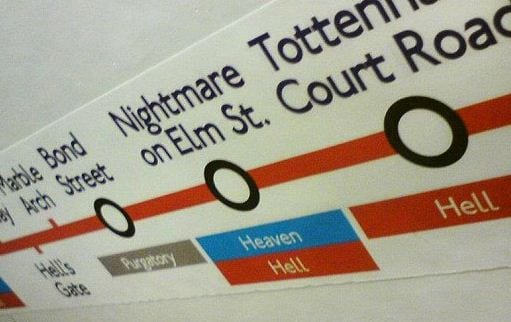 Marble
Arch
Bond
Street
Nightmare
on Elm St.
Court Road
Hell's
Gate
Purgatory
Heaven
Hell
Hell